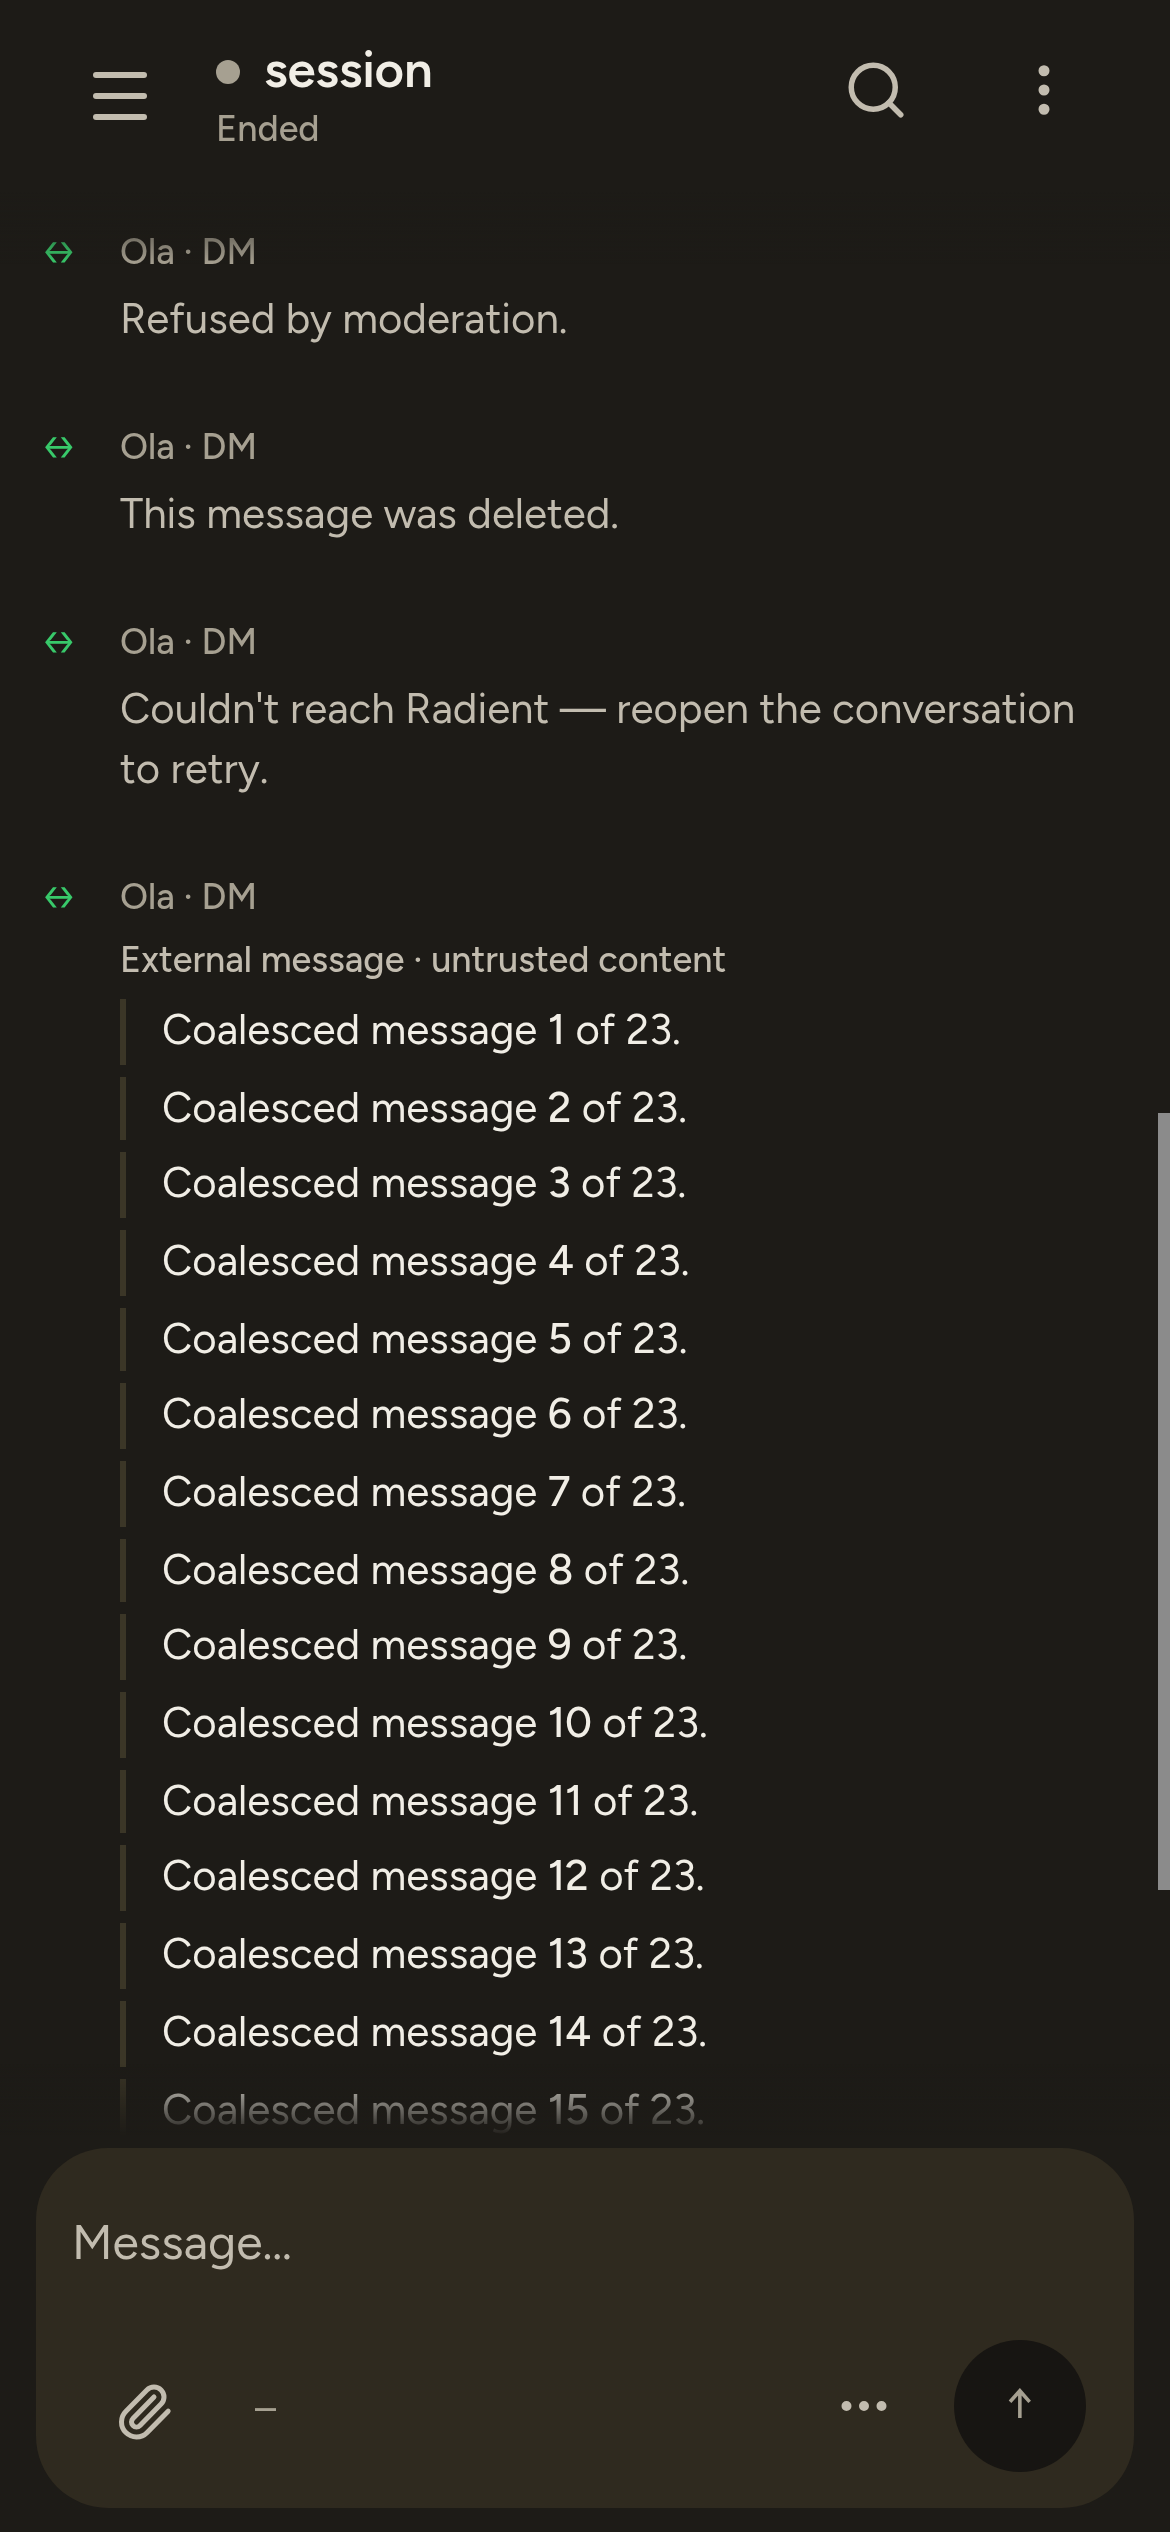 session
Ended
Ola · DM
Refused by moderation.
Ola · DM
This message was deleted.
Ola · DM
Couldn't reach Radient — reopen the conversation
to retry.
Ola · DM
External message · untrusted content
Coalesced message 1 of 23.
Coalesced message 2 of 23.
Coalesced message 3 of 23.
Coalesced message 4 of 23.
Coalesced message 5 of 23.
Coalesced message 6 of 23.
Coalesced message 7 of 23.
Coalesced message 8 of 23.
Coalesced message 9 of 23.
Coalesced message 10 of 23.
Coalesced message 11 of 23.
Coalesced message 12 of 23.
Coalesced message 13 of 23.
Coalesced message 14 of 23.
Coalesced message 15 of 23.
Message...
–